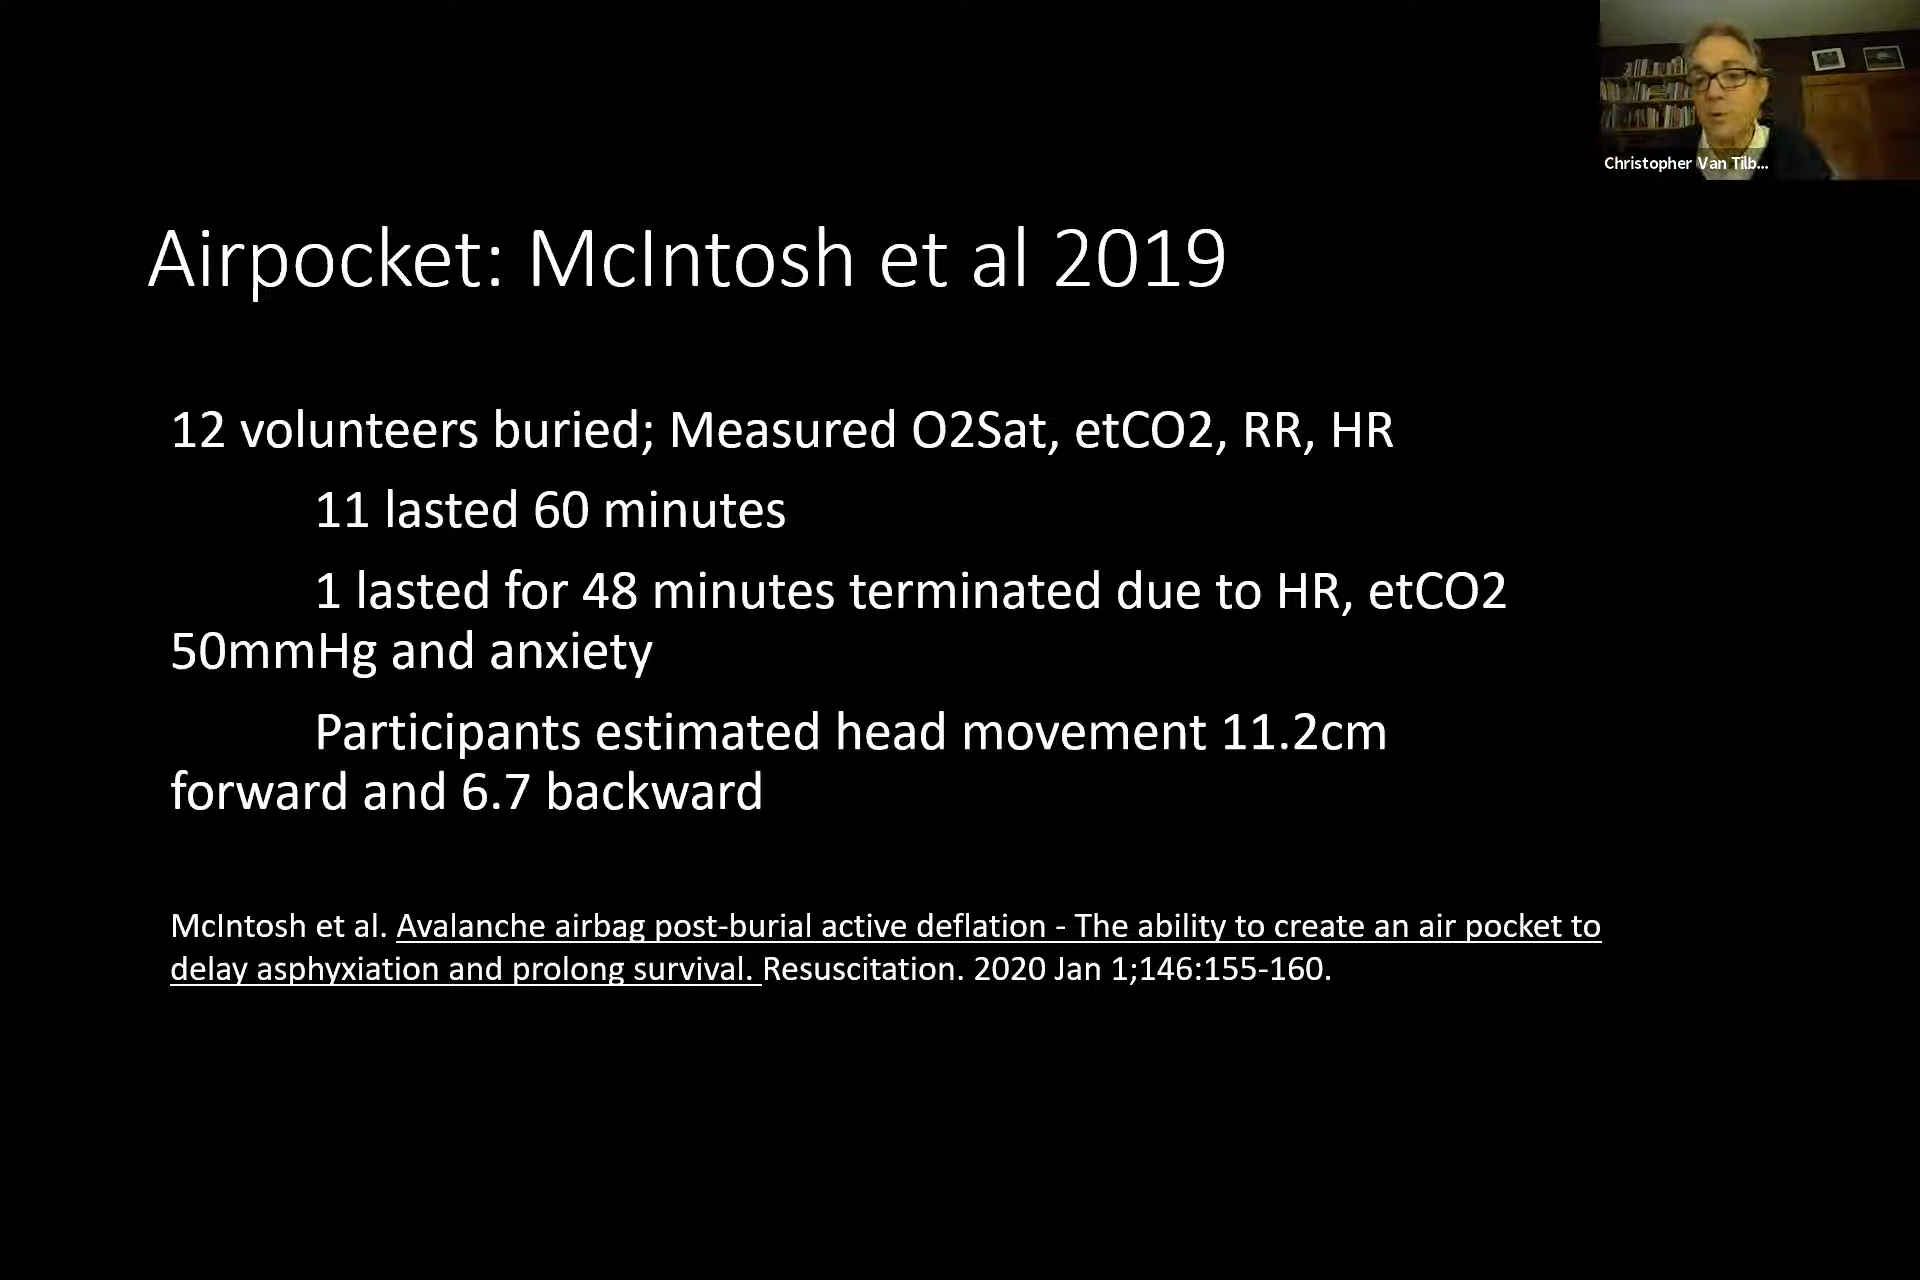 Christopher Van Tilb...
Airpocket: McIntosh et al 2019
12 volunteers buried; Measured O2Sat, etCO2, RR, HR
11 lasted 60 minutes
1 lasted for 48 minutes terminated due to HR, etCO2
50mmHg and anxiety
Participants estimated head movement 11.2cm
forward and 6.7 backward
McIntosh et al. Avalanche airbag post-burial active deflation - The ability to create an air pocket to
delay asphyxiation and prolong survival. Resuscitation. 2020 Jan 1;146:155-160.